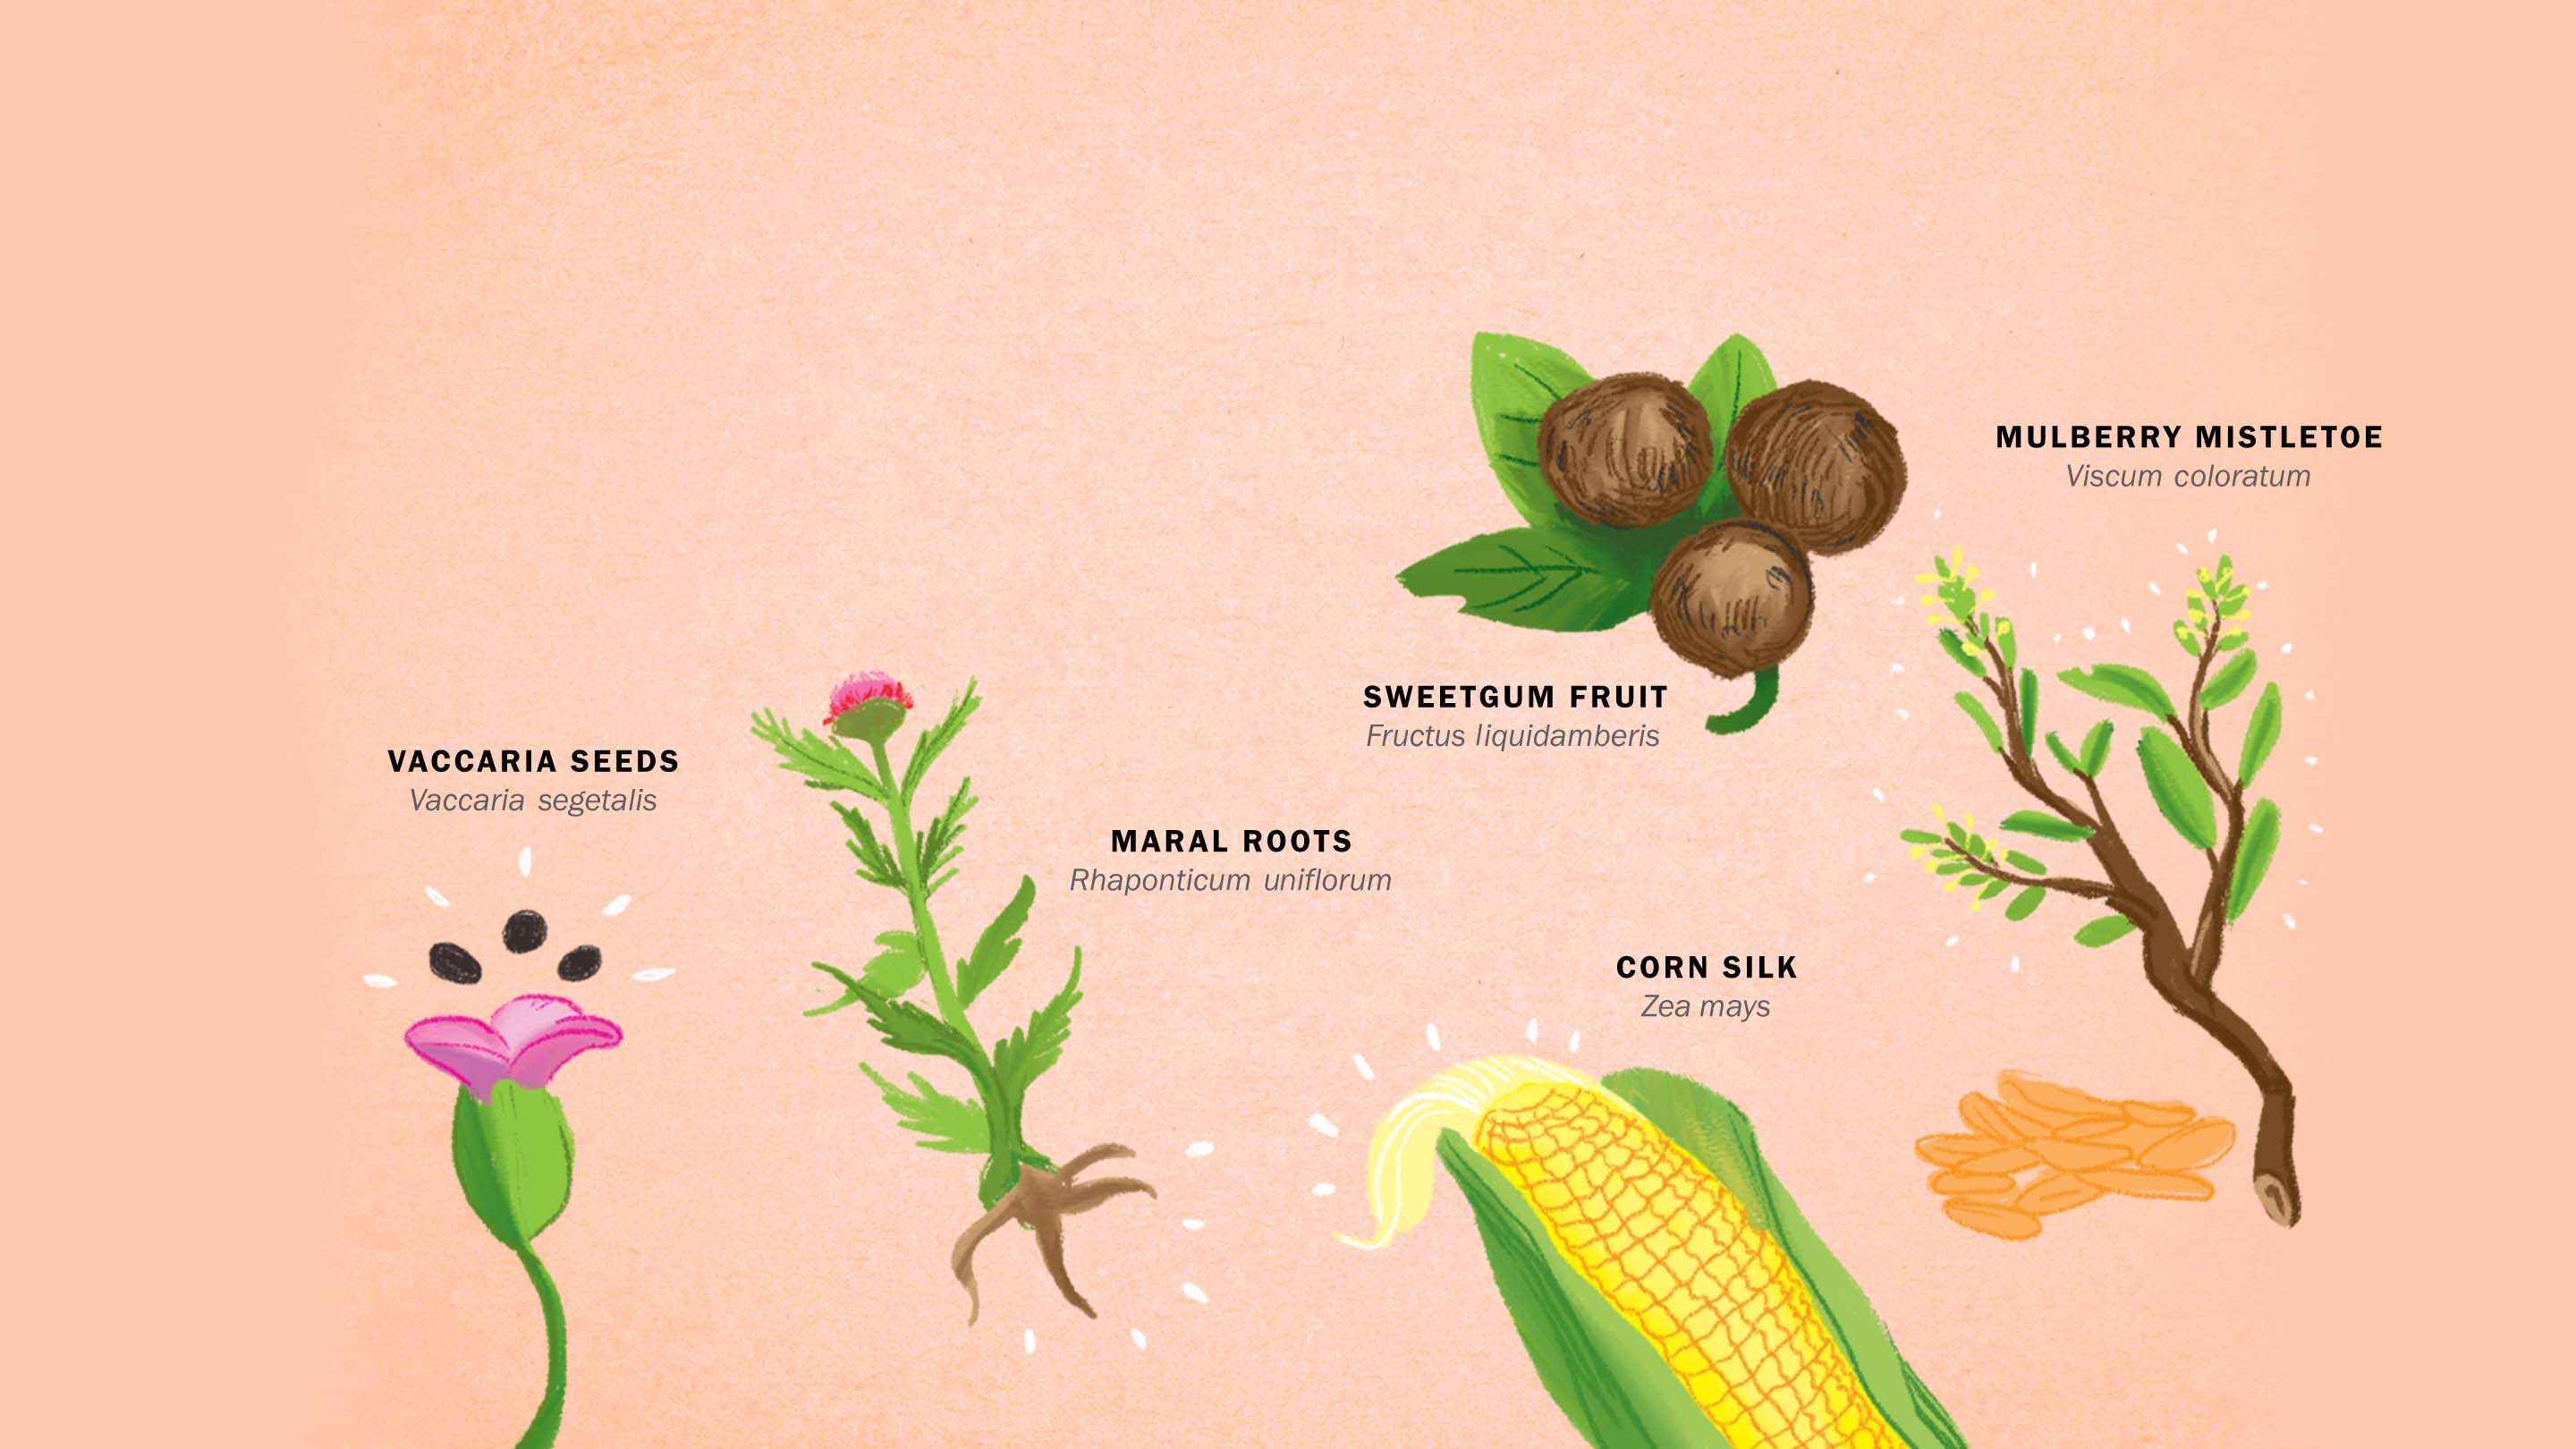 VACCARIA SEEDS
Vaccaria segetalis
MARAL ROOTS
Rhaponticum uniflorum
SWEETGUM FRUIT
Fructus liquidamberis
CORN SILK
Zea mays
MULBERRY MISTLETOE
Viscum coloratum